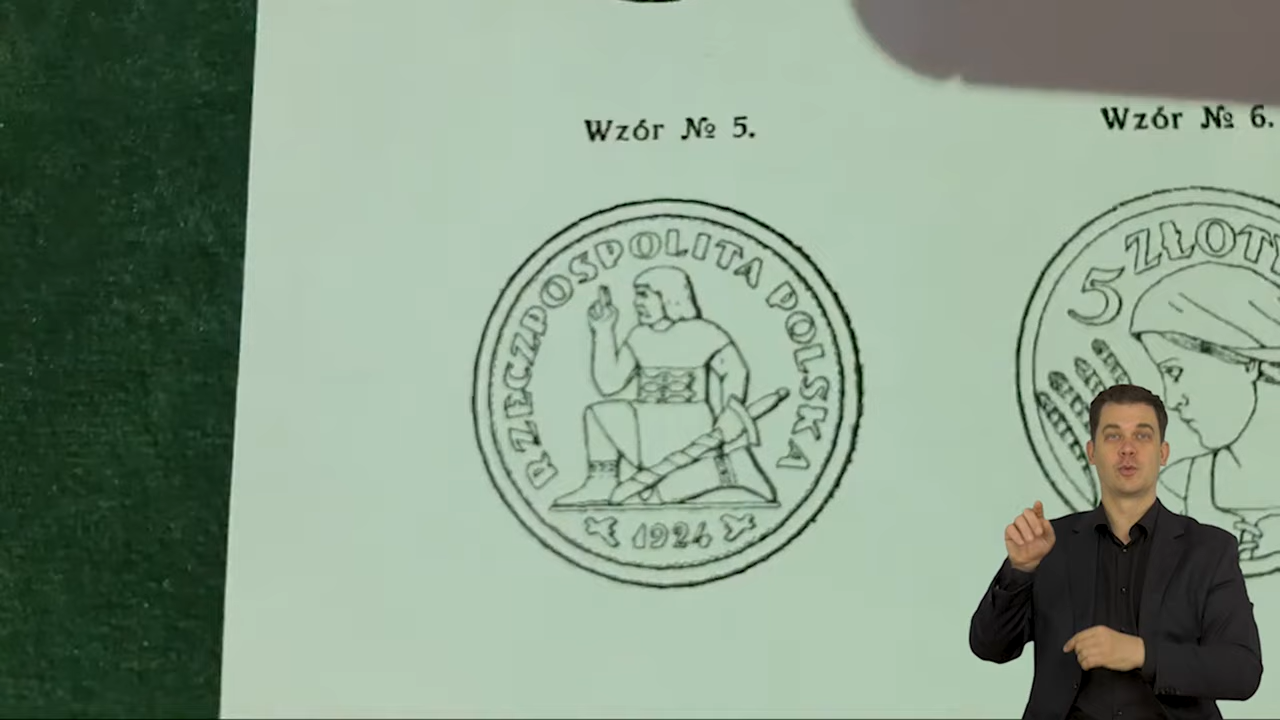 Wzór № 5.
RZECZPOSPOLITA POLSKA
1924
Wzór № 6.
5 ZŁOT